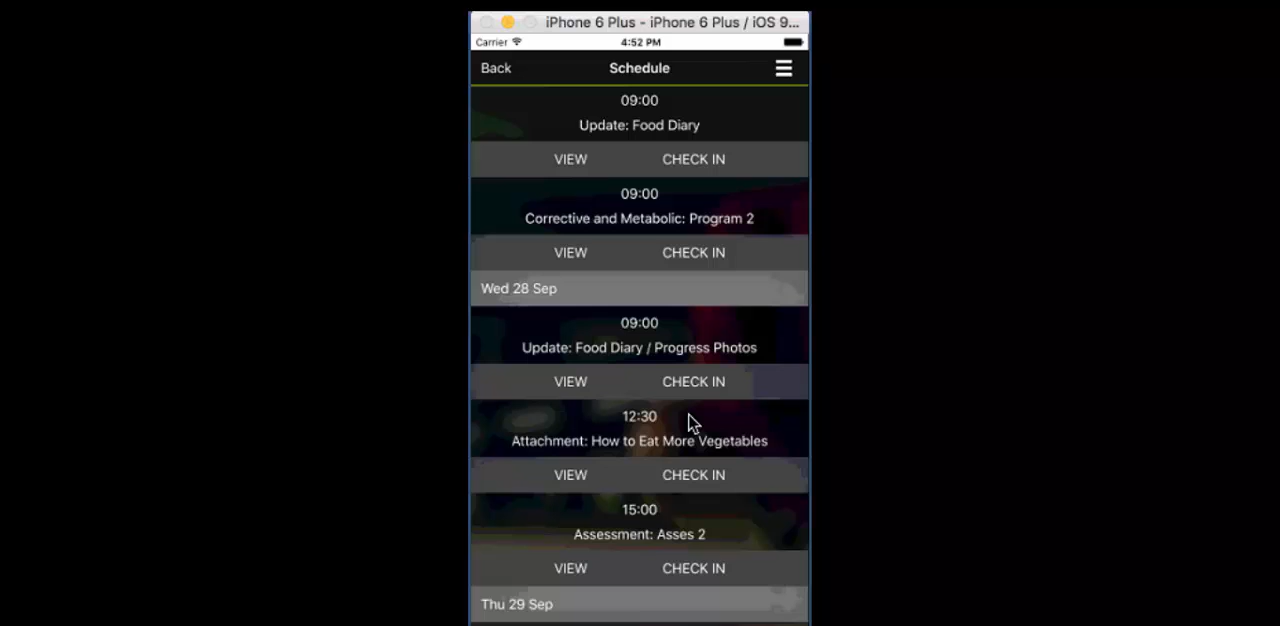 iPhone 6 Plus - iPhone 6 Plus / iOS 9...
Carrier 4:52 PM
Back Schedule
09:00
Update: Food Diary
VIEW CHECK IN
09:00
Corrective and Metabolic: Program 2
VIEW CHECK IN
Wed 28 Sep
09:00
Update: Food Diary / Progress Photos
VIEW CHECK IN
12:30
Attachment: How to Eat More Vegetables
VIEW CHECK IN
15:00
Assessment: Asses 2
VIEW CHECK IN
Thu 29 Sep